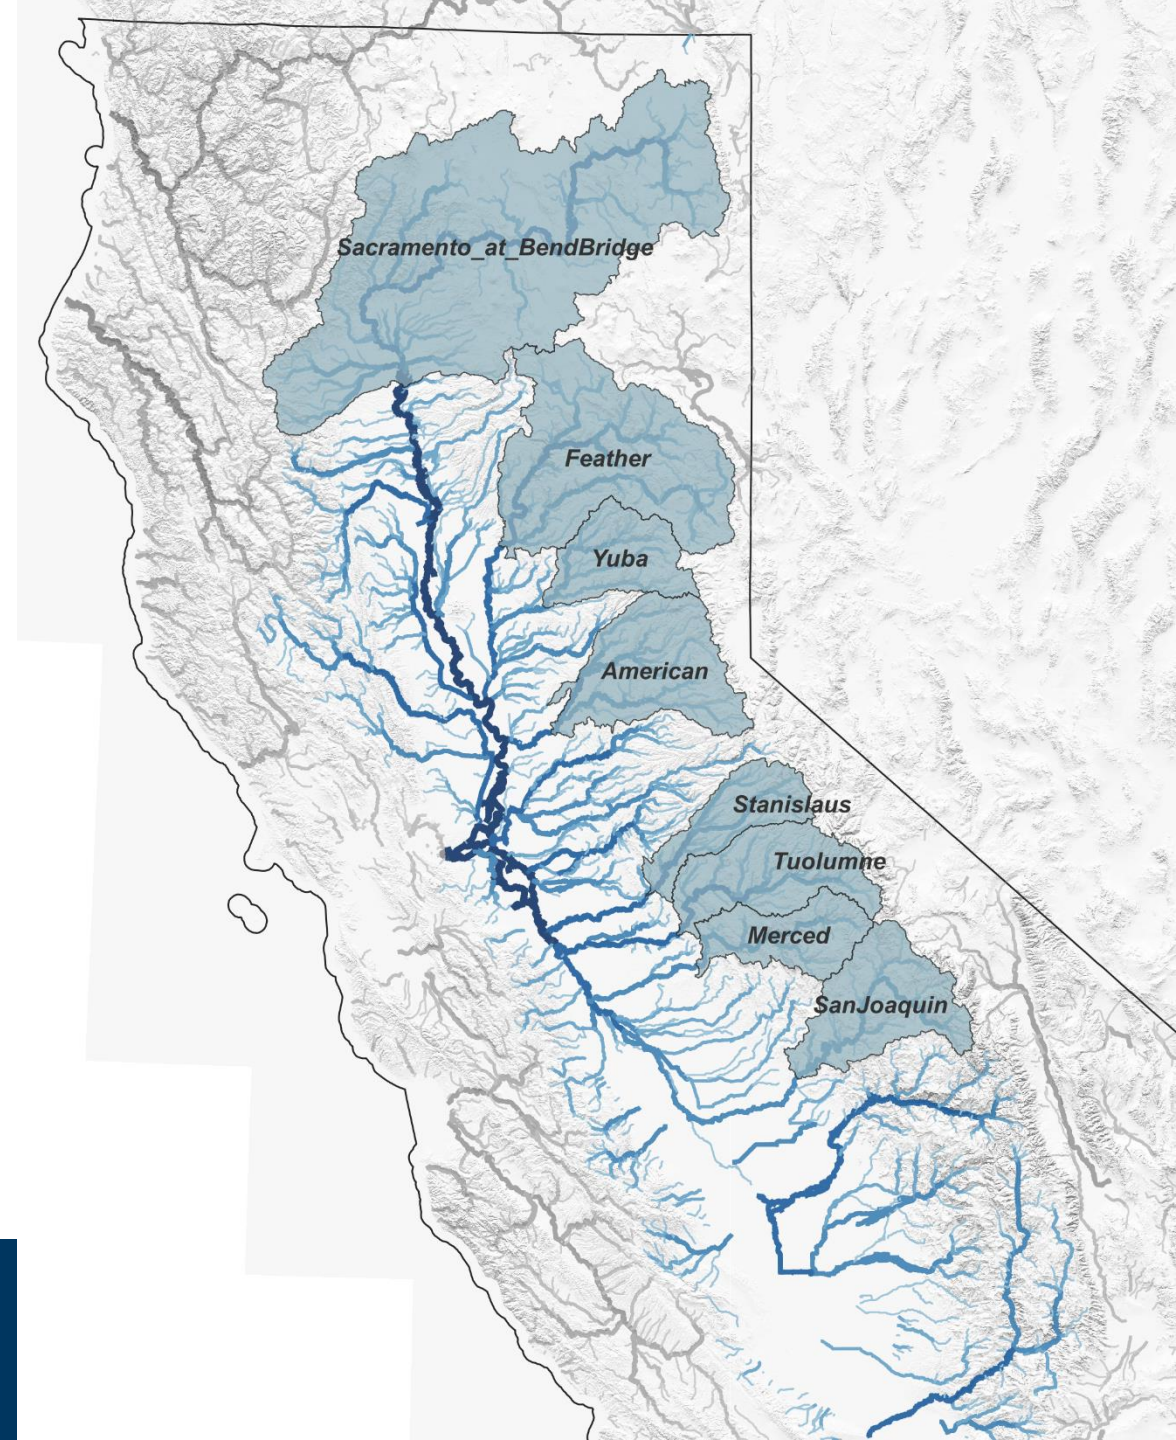 Sacramento_at_BendBridge
Feather
Yuba
American
Stanislaus
Tuolumne
Merced
SanJoaquin